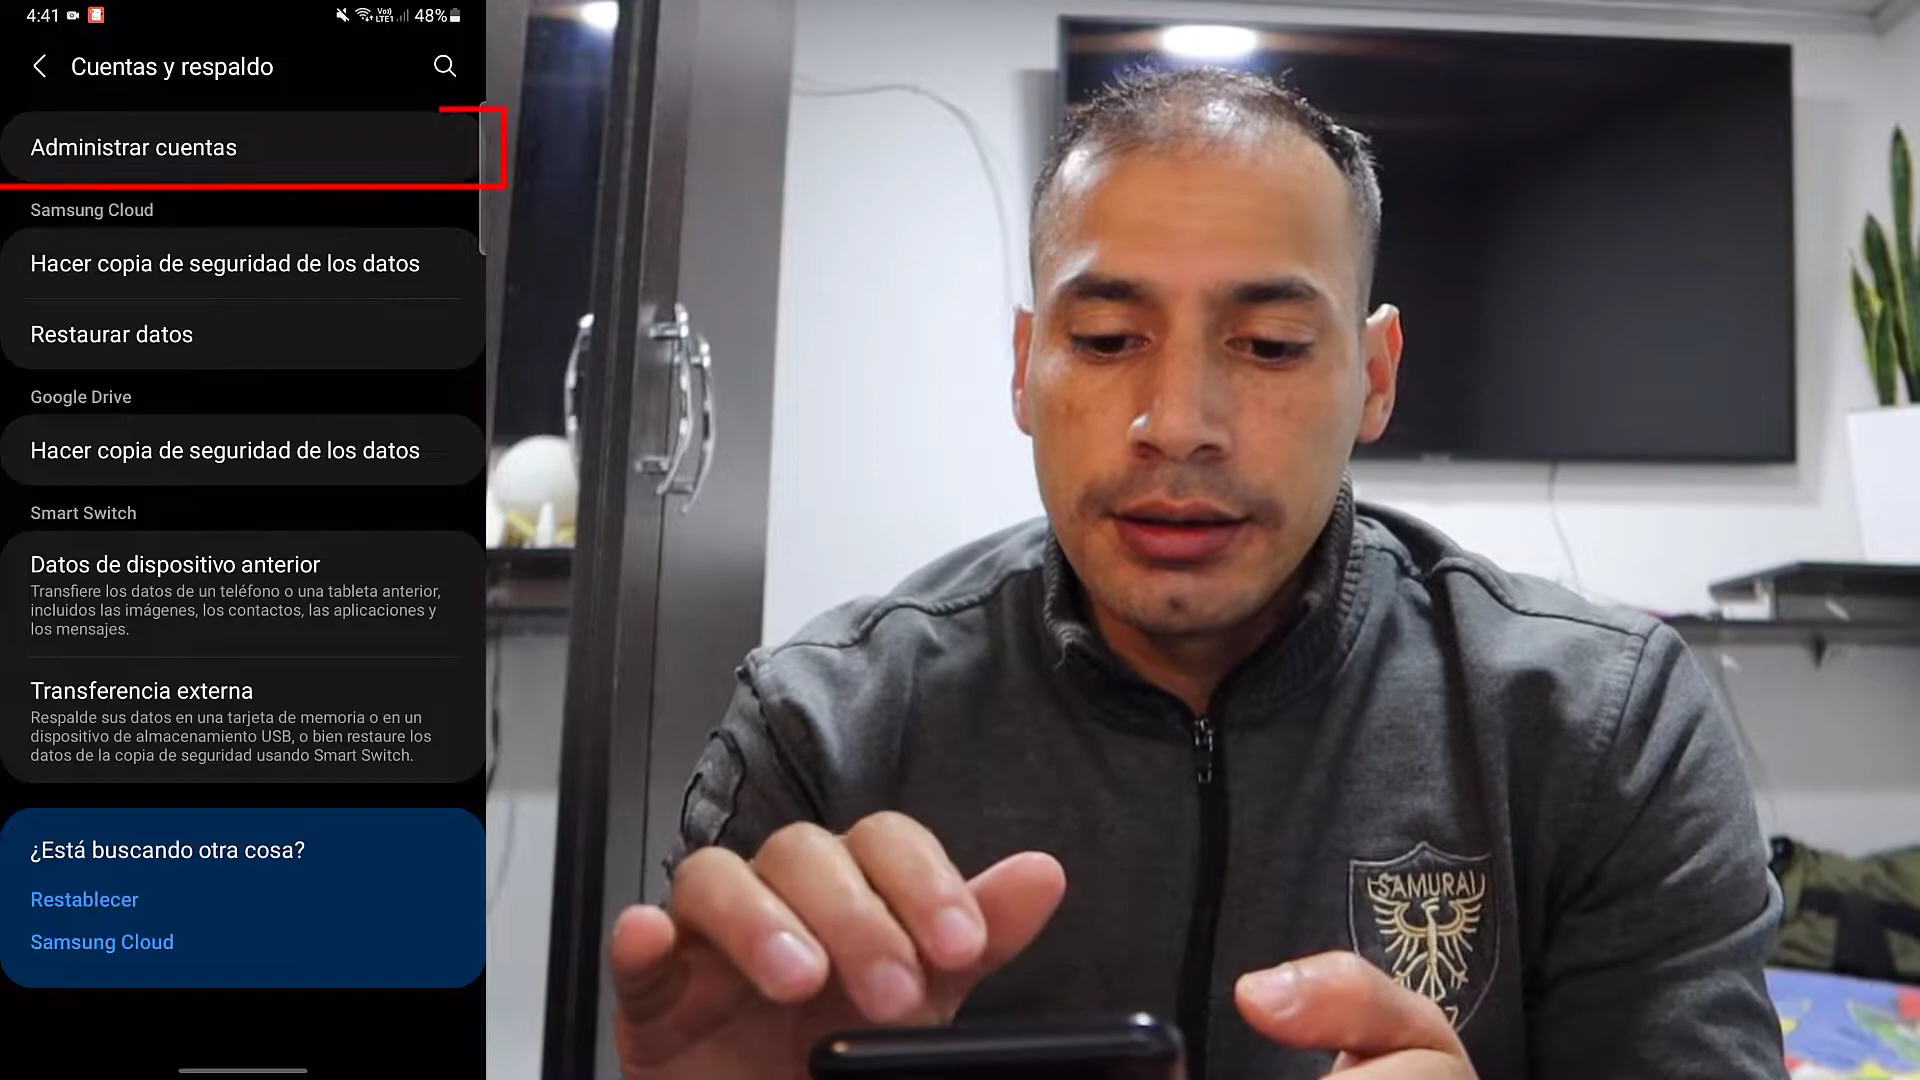 4:41
Vo))
LTE1
48%
Cuentas y respaldo
Administrar cuentas
Samsung Cloud
Hacer copia de seguridad de los datos
Restaurar datos
Google Drive
Hacer copia de seguridad de los datos
Smart Switch
Datos de dispositivo anterior
Transfiere los datos de un teléfono o una tableta anterior,
incluidos las imágenes, los contactos, las aplicaciones y
los mensajes.
Transferencia externa
Respalde sus datos en una tarjeta de memoria o en un
dispositivo de almacenamiento USB, o bien restaure los
datos de la copia de seguridad usando Smart Switch.
¿Está buscando otra cosa?
Restablecer
Samsung Cloud
SAMURAI